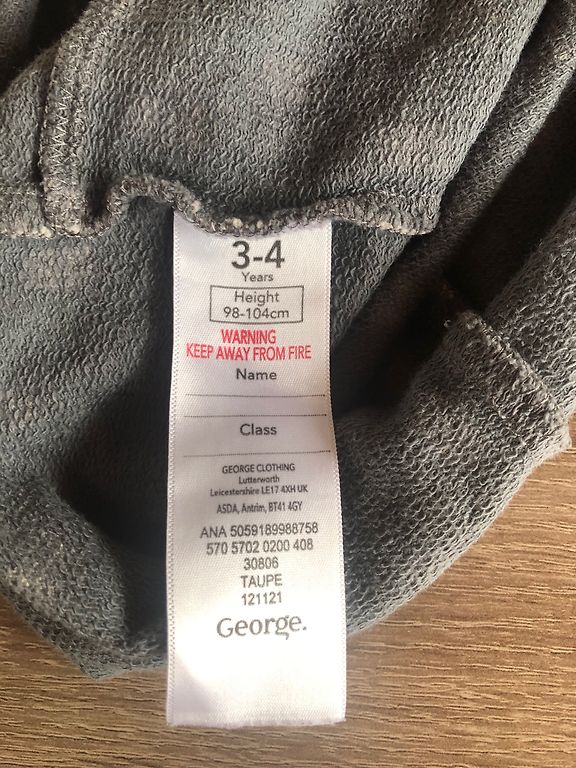 3-4
Years
Height
98-104cm
WARNING
KEEP AWAY FROM FIRE
Name
Class
GEORGE CLOTHING
Lutterworth
Leicestershire LE17 4XH UK
ASDA, Antrim, BT41 4GY
ANA 5059189988758
570 5702 0200 408
30806
TAUPE
121121
George.